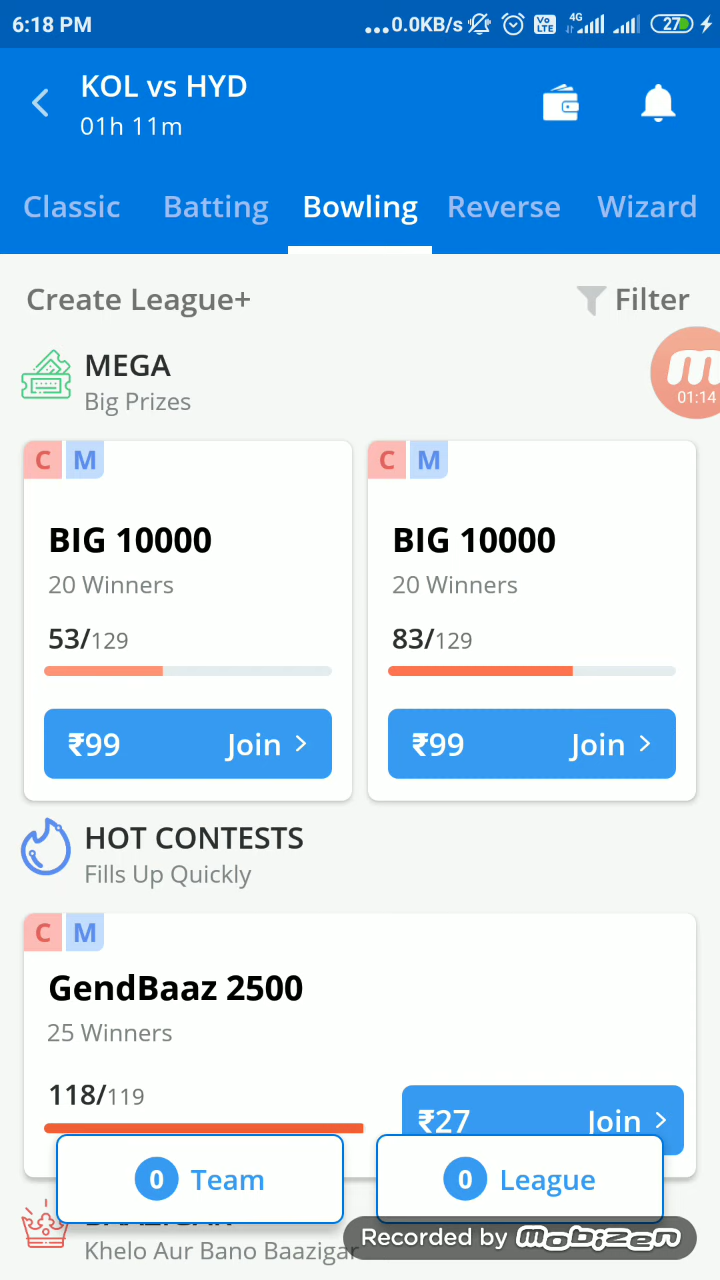 6:18 PM
...0.0KB/s
Vo LTE
4G
27
KOL vs HYD
01h 11m
Classic Batting Bowling Reverse Wizard
Create League+ Filter
MEGA
Big Prizes
01:14
C M
BIG 10000
20 Winners
53/129
₹99 Join >
C M
BIG 10000
20 Winners
83/129
₹99 Join >
HOT CONTESTS
Fills Up Quickly
C M
GendBaaz 2500
25 Winners
118/119
₹27 Join >
0 Team
0 League
Khelo Aur Bano Baazigar
Recorded by mobizen